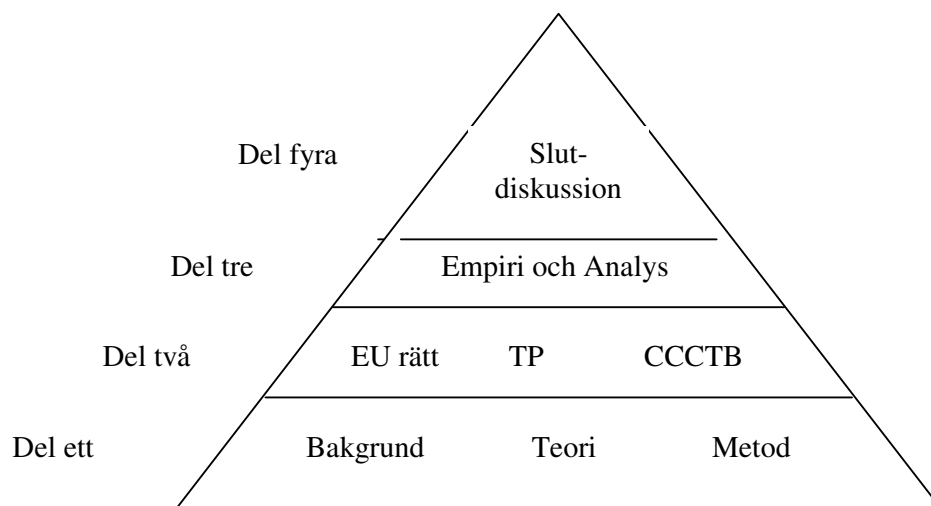 Del fyra
Slut-
diskussion
Del tre
Empiri och Analys
Del två
EU rätt TP CCCTB
Del ett
Bakgrund Teori Metod